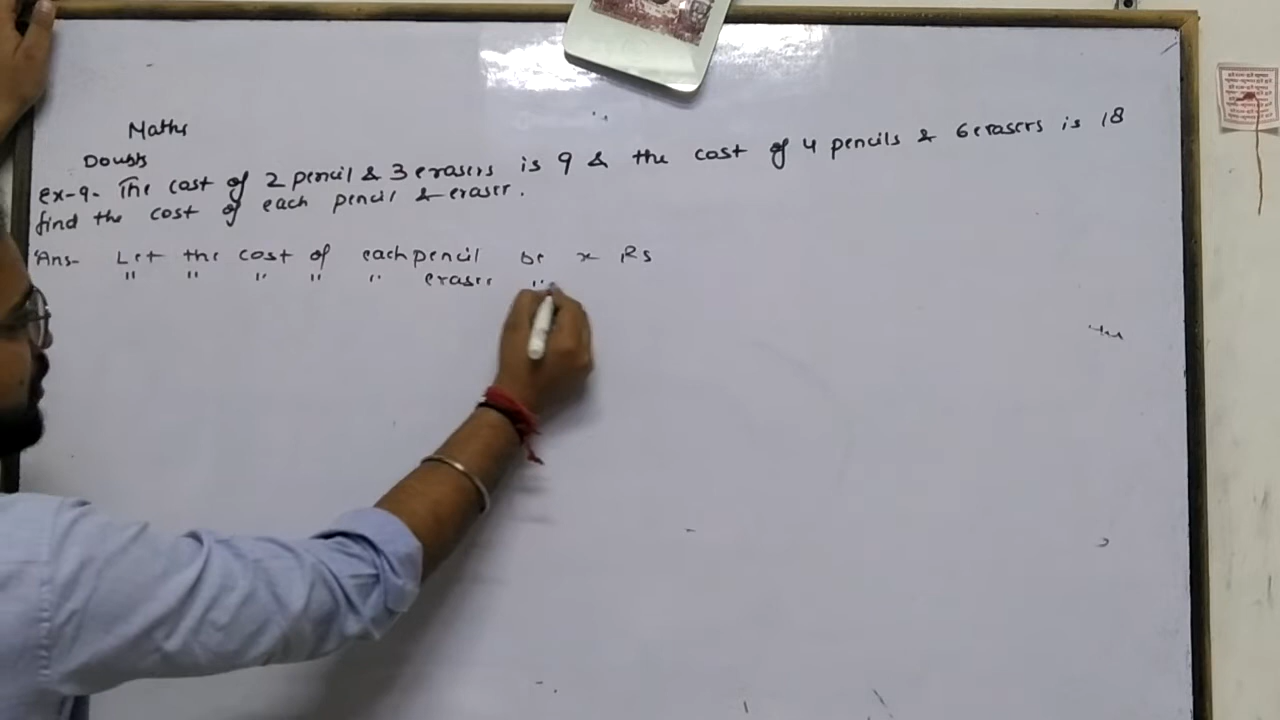 Maths
Doubts
Ex-9- The cost of 2 pencil & 3 erasers is 9 & the cost of 4 pencils & 6 erasers is 18
find the cost of each pencil & eraser.
Ans- Let the cost of each pencil be x Rs
" " " " " eraser "